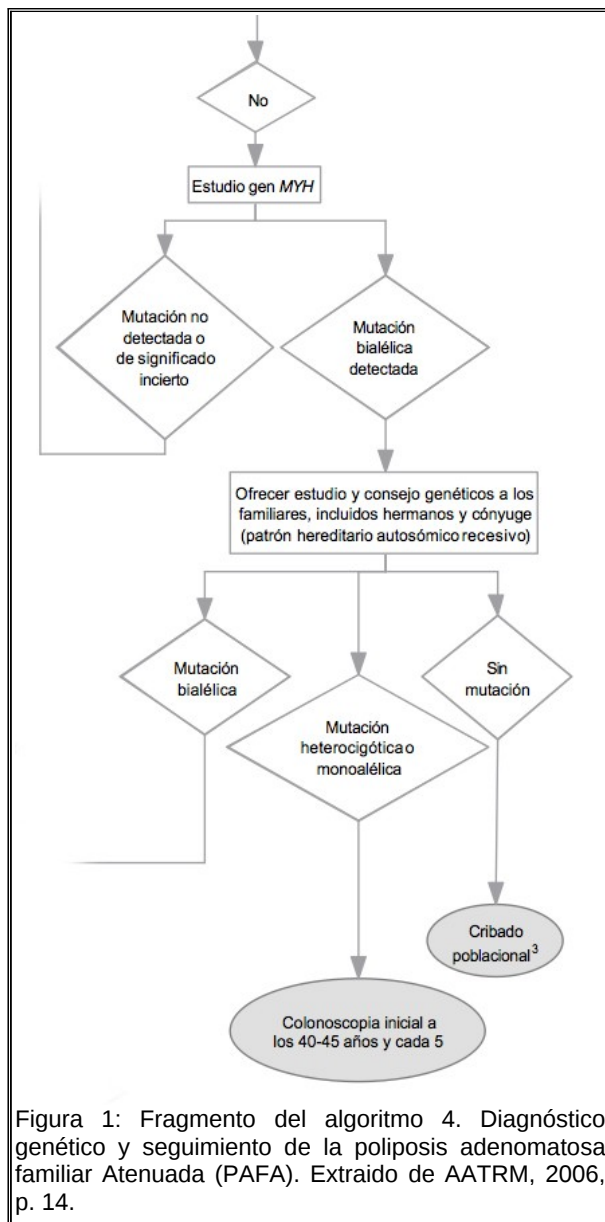 No
Estudio gen MYH
Mutación no
detectada o
de significado
incierto
Mutación
bialélica
detectada
Ofrecer estudio y consejo genéticos a los
familiares, incluidos hermanos y cónyuge
(patrón hereditario autosómico recesivo)
Mutación
bialélica
Mutación
heterocigótica o
monoalélica
Sin
mutación
Cribado
poblacional³
Colonoscopia inicial a
los 40-45 años y cada 5
Figura 1: Fragmento del algoritmo 4. Diagnóstico
genético y seguimiento de la poliposis adenomatosa
familiar Atenuada (PAFA). Extraido de AATRM, 2006,
p. 14.